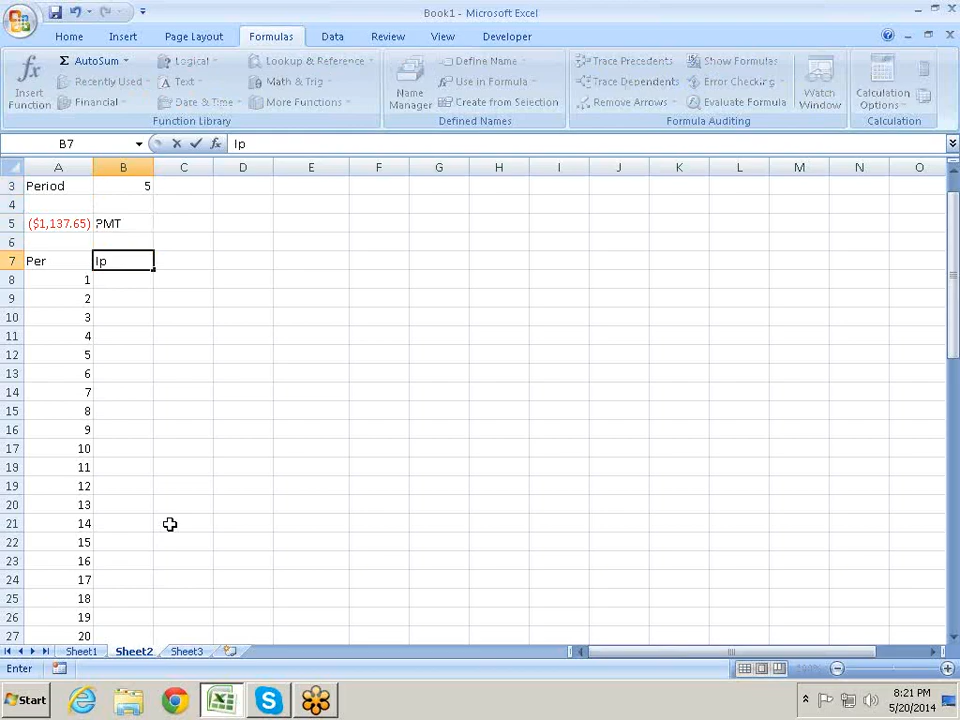 Book1 - Microsoft Excel
Home Insert Page Layout Formulas Data Review View Developer
Insert Function
Σ AutoSum
Recently Used
Financial
Logical
Text
Date & Time
Lookup & Reference
Math & Trig
More Functions
Function Library
Name Manager
Define Name
Use in Formula
Create from Selection
Defined Names
Trace Precedents
Trace Dependents
Remove Arrows
Show Formulas
Error Checking
Evaluate Formula
Formula Auditing
Watch Window
Calculation Options
Calculation
B7 fx Ip
A B C D E F G H I J K L M N O
3 Period 5
4
5 ($1,137.65) PMT
6
7 Per Ip
8 1
9 2
10 3
11 4
12 5
13 6
14 7
15 8
16 9
17 10
19 11
19 12
20 13
21 14
22 15
23 16
24 17
25 18
26 19
27 20
Sheet1 Sheet2 Sheet3
Enter 100%
Start
8:21 PM
5/20/2014